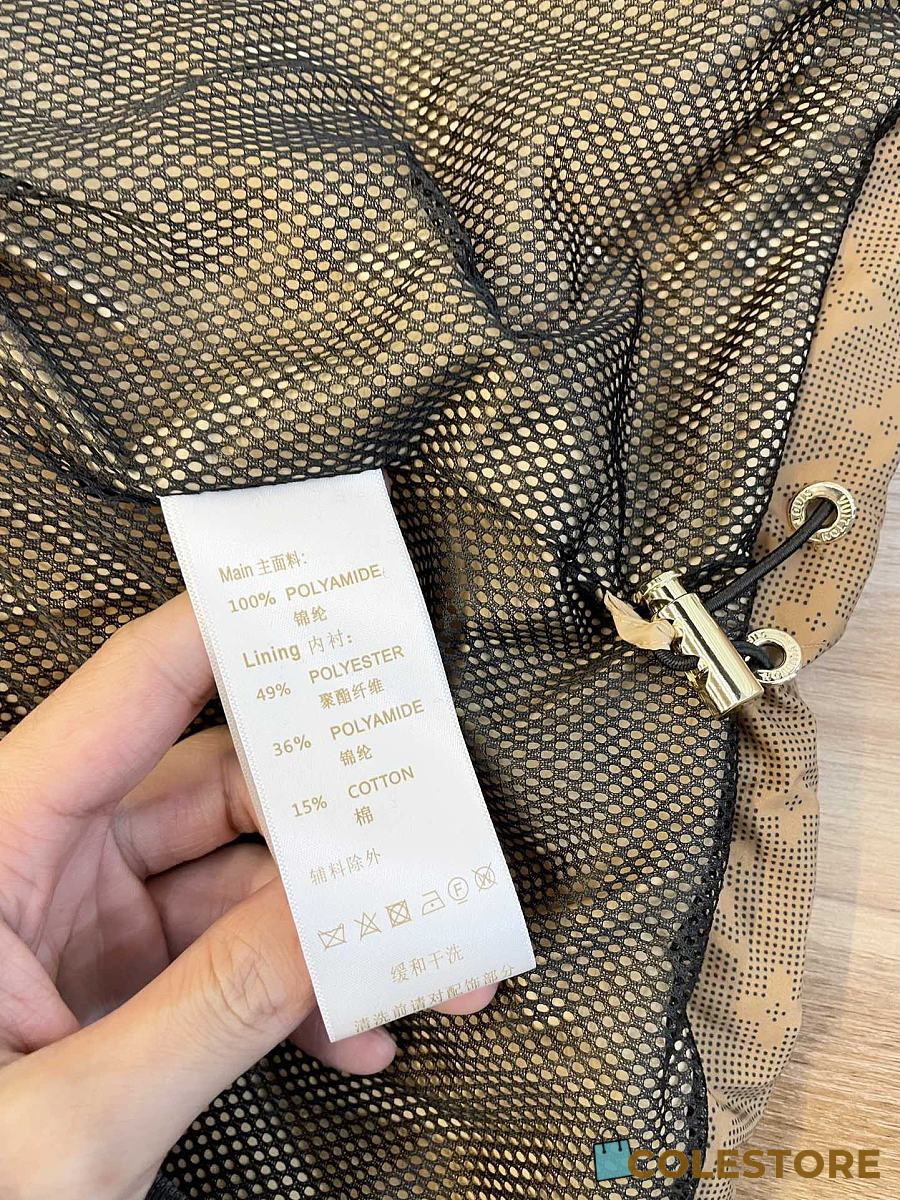 Main 主面料:
100% POLYAMIDE
锦纶
Lining 内衬:
49% POLYESTER
聚酯纤维
36% POLYAMIDE
锦纶
15% COTTON
棉
辅料除外
F
缓和干洗
清洗前请对配饰部分
LOUIS VUITTON
COLESTORE